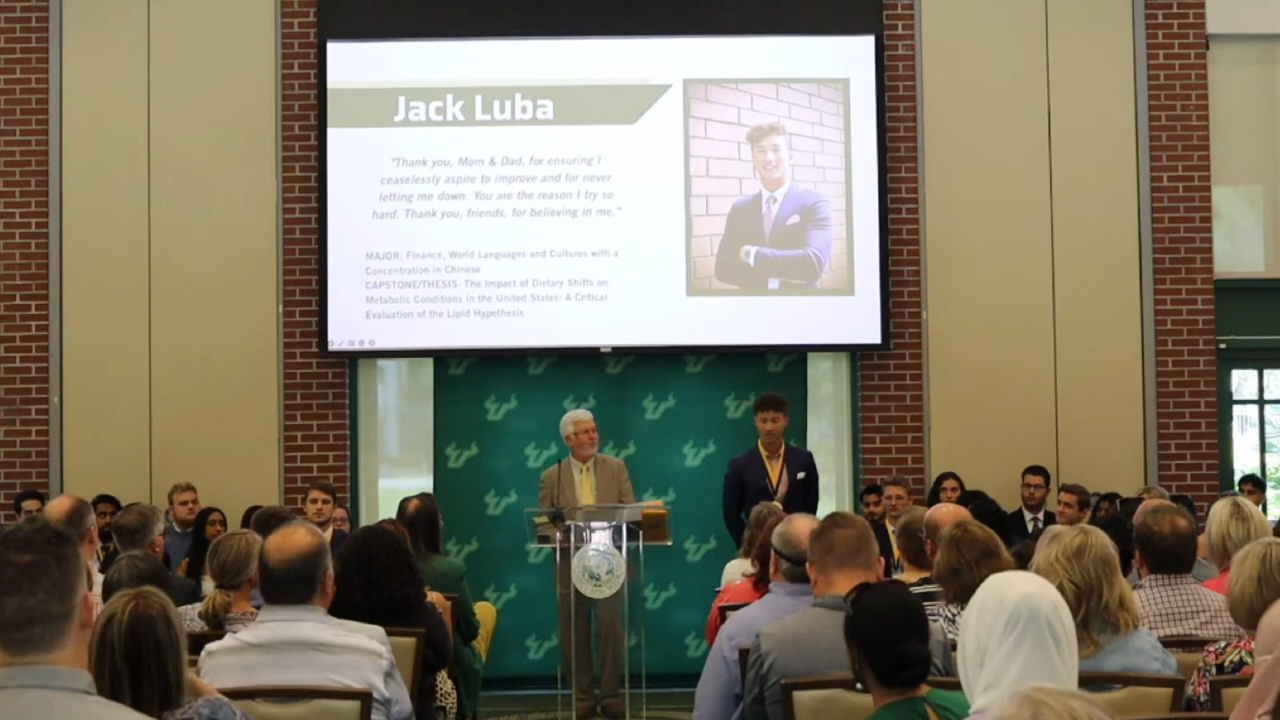 Jack Luba
"Thank you, Mom & Dad, for ensuring I
ceaselessly aspire to improve and for never
letting me down. You are the reason I try so
hard. Thank you, friends, for believing in me."
MAJOR: Finance, World Languages and Cultures with a
Concentration in Chinese
CAPSTONE/THESIS: The Impact of Dietary Shifts on
Metabolic Conditions in the United States: A Critical
Evaluation of the Lipid Hypothesis